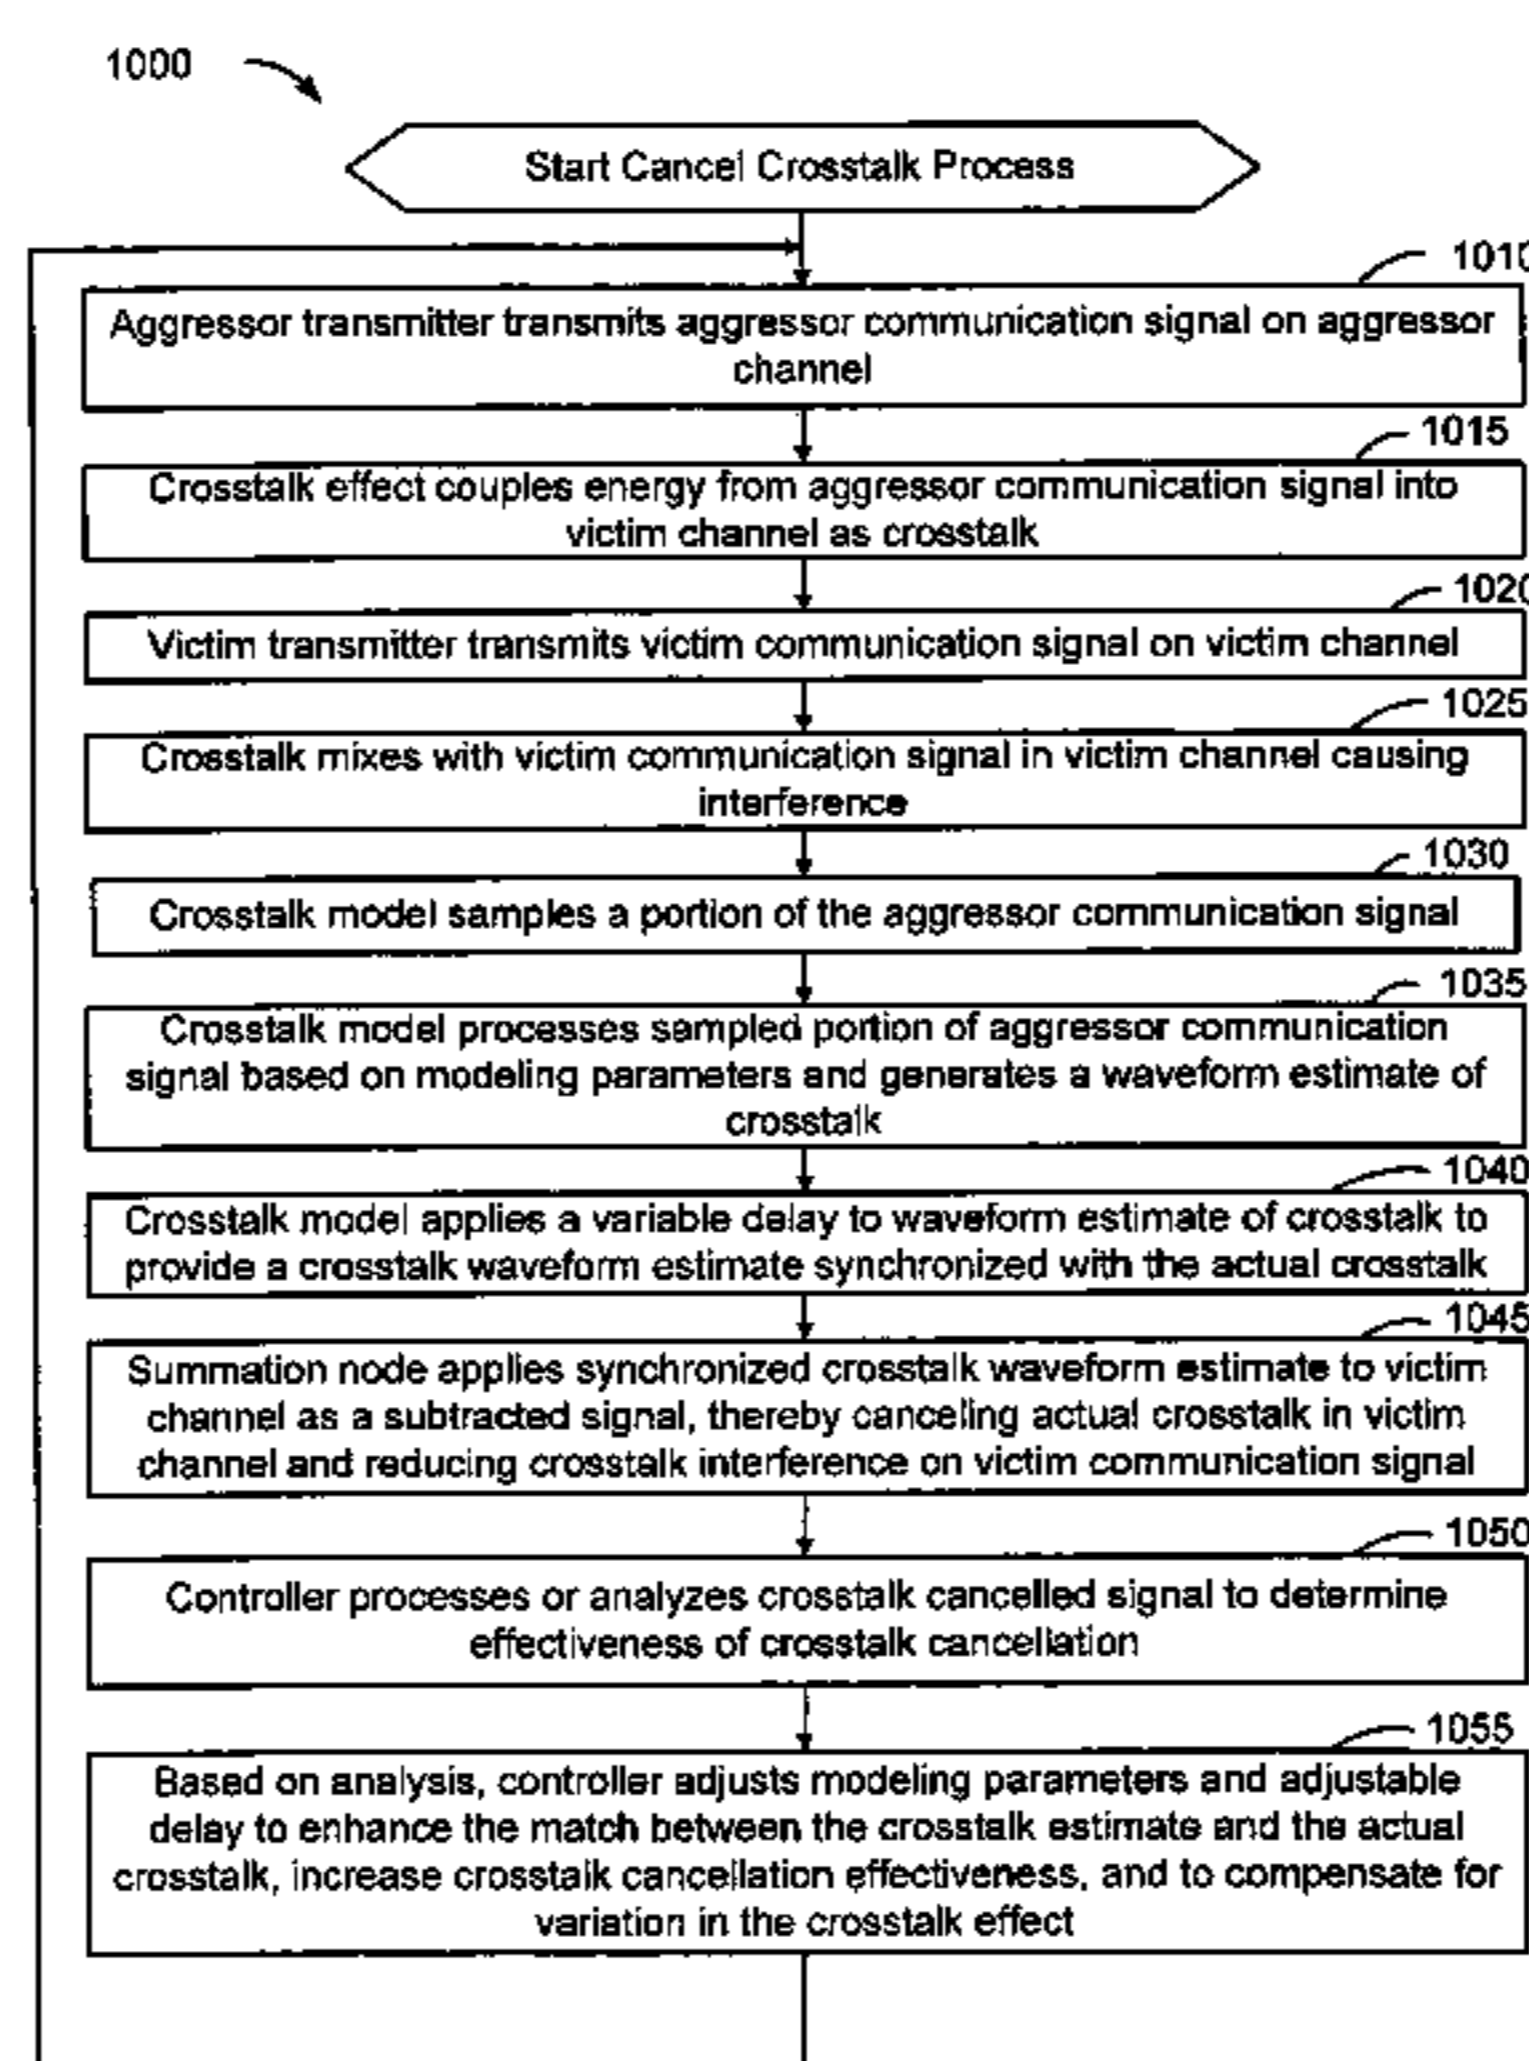 1000
Start Cancel Crosstalk Process
1010
Aggressor transmitter transmits aggressor communication signal on aggressor
channel
1015
Crosstalk effect couples energy from aggressor communication signal into
victim channel as crosstalk
1020
Victim transmitter transmits victim communication signal on victim channel
1025
Crosstalk mixes with victim communication signal in victim channel causing
interference
1030
Crosstalk model samples a portion of the aggressor communication signal
1035
Crosstalk model processes sampled portion of aggressor communication
signal based on modeling parameters and generates a waveform estimate of
crosstalk
1040
Crosstalk model applies a variable delay to waveform estimate of crosstalk to
provide a crosstalk waveform estimate synchronized with the actual crosstalk
1045
Summation node applies synchronized crosstalk waveform estimate to victim
channel as a subtracted signal, thereby cancelling actual crosstalk in victim
channel and reducing crosstalk interference on victim communication signal
1050
Controller processes or analyzes crosstalk cancelled signal to determine
effectiveness of crosstalk cancellation
1055
Based on analysis, controller adjusts modeling parameters and adjustable
delay to enhance the match between the crosstalk estimate and the actual
crosstalk, increase crosstalk cancellation effectiveness, and to compensate for
variation in the crosstalk effect